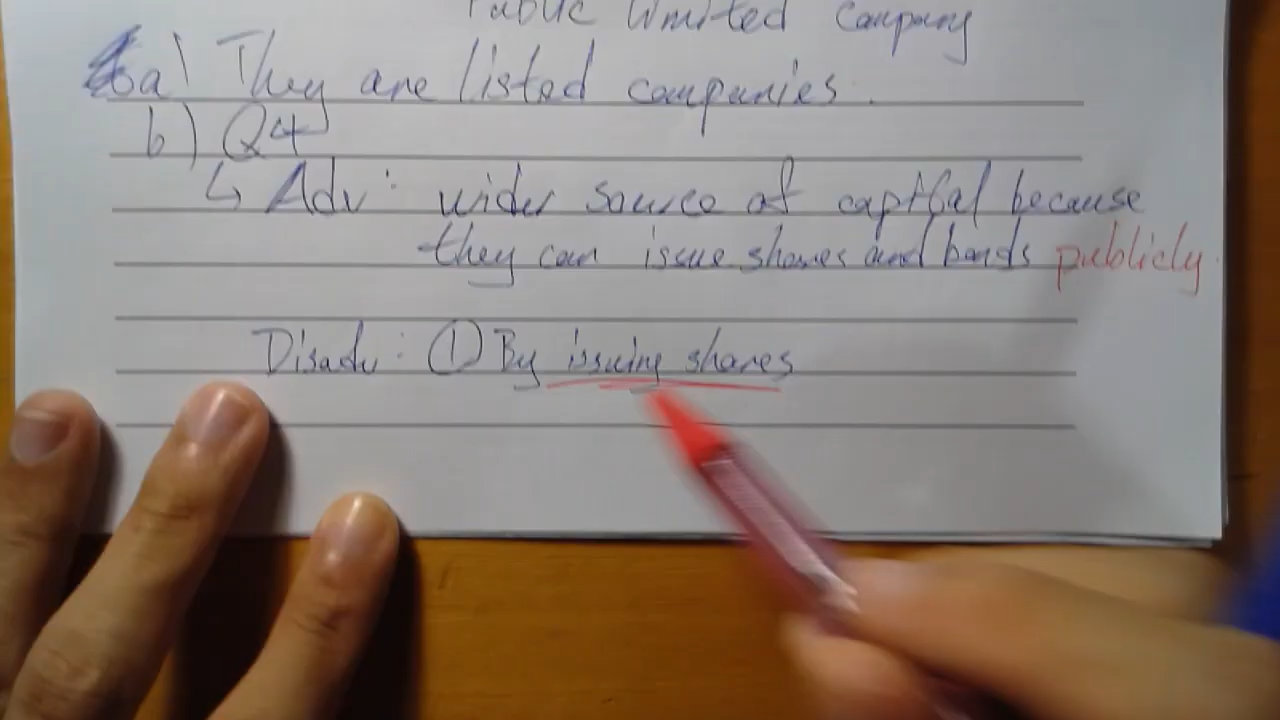 Public Limited Company
6a) They are listed companies.
b) Q4
↳ Adv: wider source of capital because
they can issue shares and bonds publicly.
Disadv: ① By issuing shares